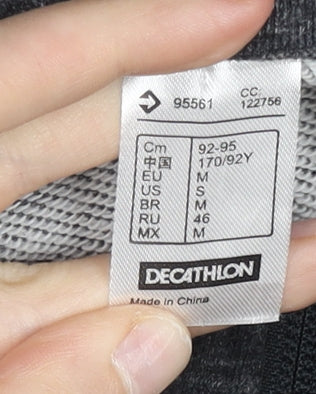 95561 CC: 122756
Cm 92-95
中国 170/92Y
EU M
US S
BR M
RU 46
MX M
DECATHLON
Made in China